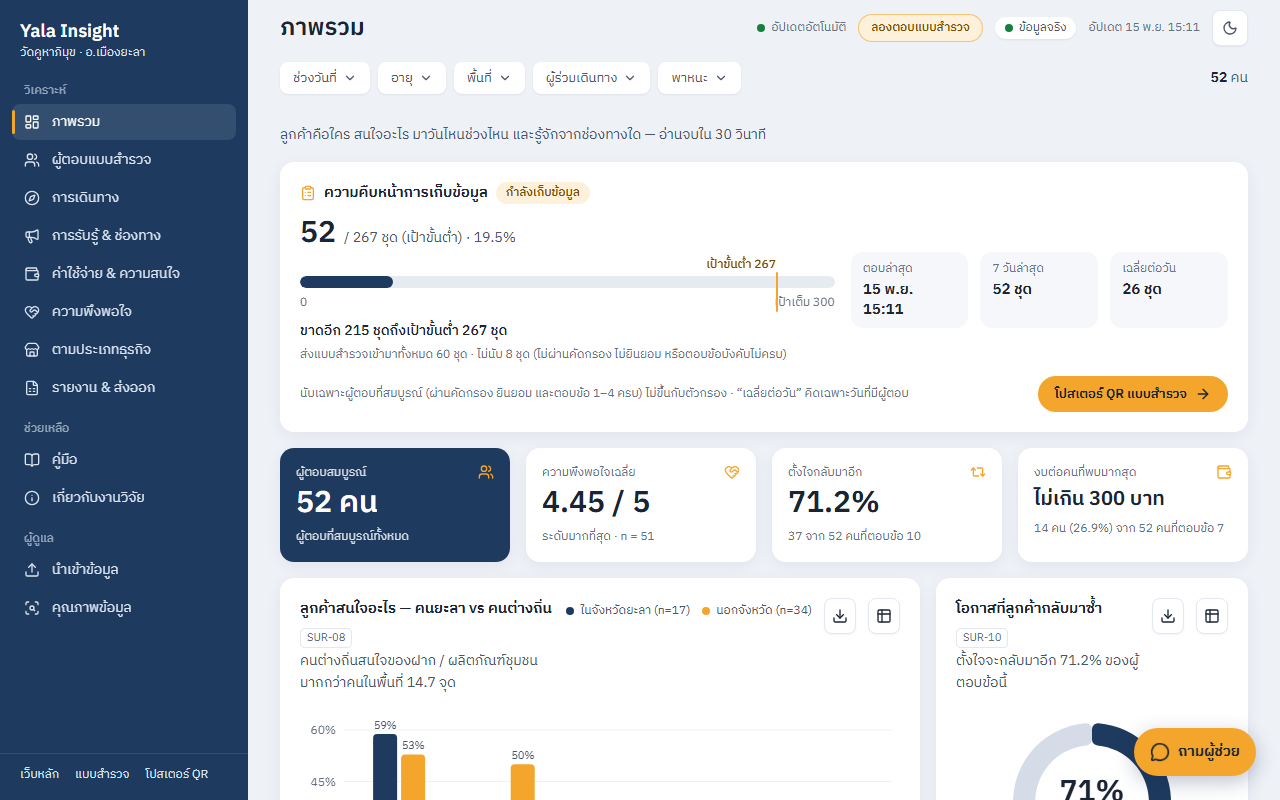 Yala Insight
วัดคูหาภิมุข · อ.เมืองยะลา
วิเคราะห์
ภาพรวม
ผู้ตอบแบบสำรวจ
การเดินทาง
การรับรู้ & ช่องทาง
ค่าใช้จ่าย & ความสนใจ
ความพึงพอใจ
ตามประเภทธุรกิจ
รายงาน & ส่งออก
ช่วยเหลือ
คู่มือ
เกี่ยวกับงานวิจัย
ผู้ดูแล
นำเข้าข้อมูล
คุณภาพข้อมูล
เว็บหลัก แบบสำรวจ โปสเตอร์ QR
ภาพรวม
อัปเดตอัตโนมัติ ลองตอบแบบสำรวจ ข้อมูลจริง อัปเดต 15 พ.ย. 15:11
ช่วงวันที่ อายุ พื้นที่ ผู้ร่วมเดินทาง พาหนะ 52 คน
ลูกค้าคือใคร สนใจอะไร มาวันไหนช่วงไหน และรู้จักจากช่องทางใด — อ่านจบใน 30 วินาที
ความคืบหน้าการเก็บข้อมูล กำลังเก็บข้อมูล
52 / 267 ชุด (เป้าขั้นต่ำ) · 19.5%
เป้าขั้นต่ำ 267
0 เป้าเต็ม 300
ขาดอีก 215 ชุดถึงเป้าขั้นต่ำ 267 ชุด
ส่งแบบสำรวจเข้ามาทั้งหมด 60 ชุด · ไม่นับ 8 ชุด (ไม่ผ่านคัดกรอง ไม่ยินยอม หรือตอบข้อบังคับไม่ครบ)
ตอบล่าสุด
15 พ.ย.
15:11
7 วันล่าสุด
52 ชุด
เฉลี่ยต่อวัน
26 ชุด
นับเฉพาะผู้ตอบที่สมบูรณ์ (ผ่านคัดกรอง ยินยอม และตอบข้อ 1–4 ครบ) ไม่ขึ้นกับตัวกรอง · “เฉลี่ยต่อวัน” คิดเฉพาะวันที่มีผู้ตอบ
โปสเตอร์ QR แบบสำรวจ
ผู้ตอบสมบูรณ์
52 คน
ผู้ตอบที่สมบูรณ์ทั้งหมด
ความพึงพอใจเฉลี่ย
4.45 / 5
ระดับมากที่สุด · n = 51
ตั้งใจกลับมาอีก
71.2%
37 จาก 52 คนที่ตอบข้อ 10
งบต่อคนที่พบมากสุด
ไม่เกิน 300 บาท
14 คน (26.9%) จาก 52 คนที่ตอบข้อ 7
ลูกค้าสนใจอะไร — คนยะลา vs คนต่างถิ่น
SUR-08
ในจังหวัดยะลา (n=17) นอกจังหวัด (n=34)
คนต่างถิ่นสนใจของฝาก / ผลิตภัณฑ์ชุมชน
มากกว่าคนในพื้นที่ 14.7 จุด
60%
59%
53%
50%
45%
โอกาสที่ลูกค้ากลับมาซ้ำ
SUR-10
ตั้งใจจะกลับมาอีก 71.2% ของผู้
ตอบข้อนี้
71%
ถามผู้ช่วย